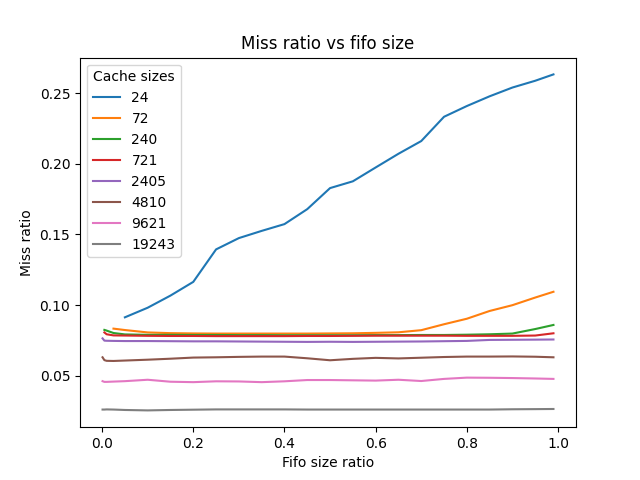 Miss ratio vs fifo size
Cache sizes
24
72
240
721
2405
4810
9621
19243
Miss ratio
0.25
0.20
0.15
0.10
0.05
0.0 0.2 0.4 0.6 0.8 1.0
Fifo size ratio